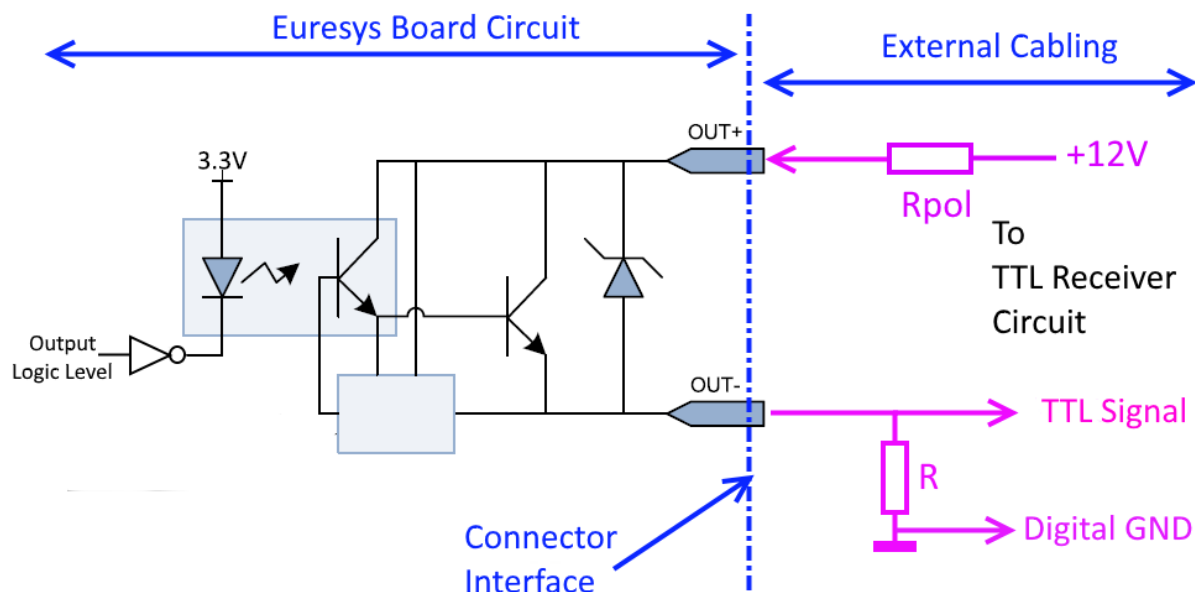 Euresys Board Circuit
External Cabling
OUT+
3.3V
+12V
Rpol
To
TTL Receiver
Circuit
Output
Logic Level
OUT-
TTL Signal
R
Digital GND
Connector
Interface